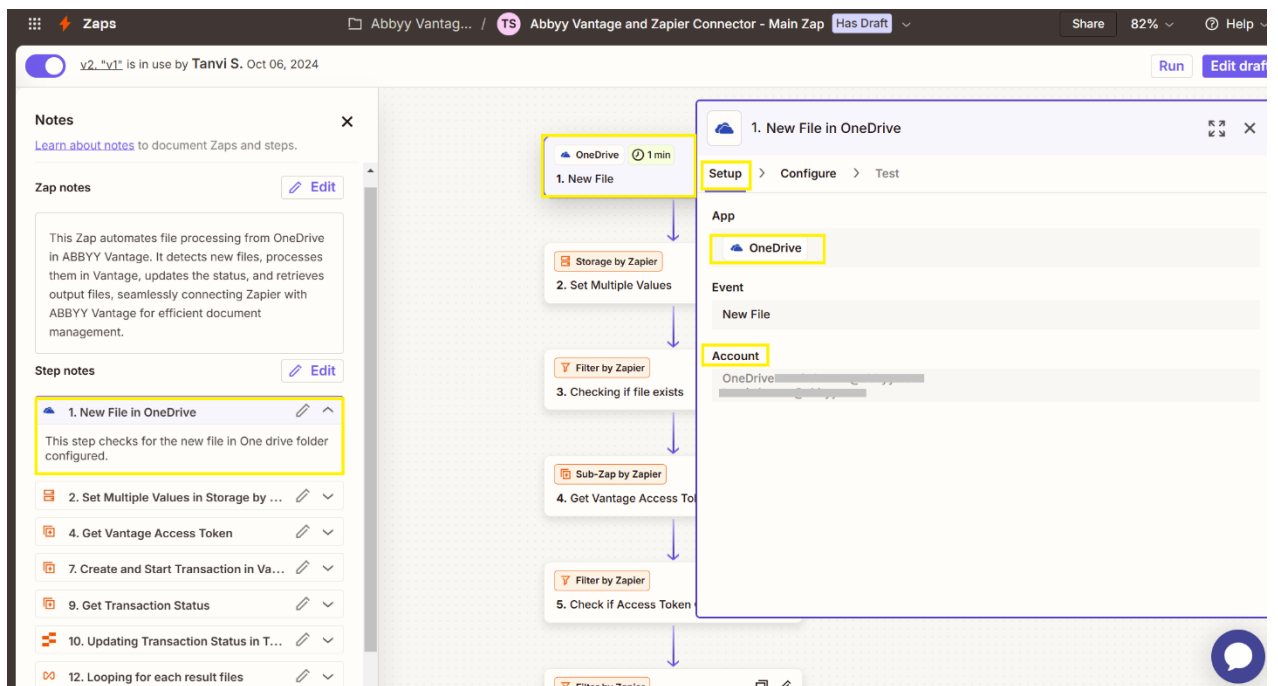 Zaps
Abbyy Vantag... / TS Abbyy Vantage and Zapier Connector - Main Zap Has Draft
Share 82% Help
v2. "v1" is in use by Tanvi S. Oct 06, 2024
Run Edit draft
Notes
Learn about notes to document Zaps and steps.
Zap notes
Edit
This Zap automates file processing from OneDrive
in ABBYY Vantage. It detects new files, processes
them in Vantage, updates the status, and retrieves
output files, seamlessly connecting Zapier with
ABBYY Vantage for efficient document
management.
Step notes
Edit
1. New File in OneDrive
This step checks for the new file in One drive folder
configured.
2. Set Multiple Values in Storage by ...
4. Get Vantage Access Token
7. Create and Start Transaction in Va...
9. Get Transaction Status
10. Updating Transaction Status in T...
12. Looping for each result files
OneDrive 1 min
1. New File
Storage by Zapier
2. Set Multiple Values
Filter by Zapier
3. Checking if file exists
Sub-Zap by Zapier
4. Get Vantage Access To
Filter by Zapier
5. Check if Access Token
Filter by Zapier
1. New File in OneDrive
Setup > Configure > Test
App
OneDrive
Event
New File
Account
OneDrive